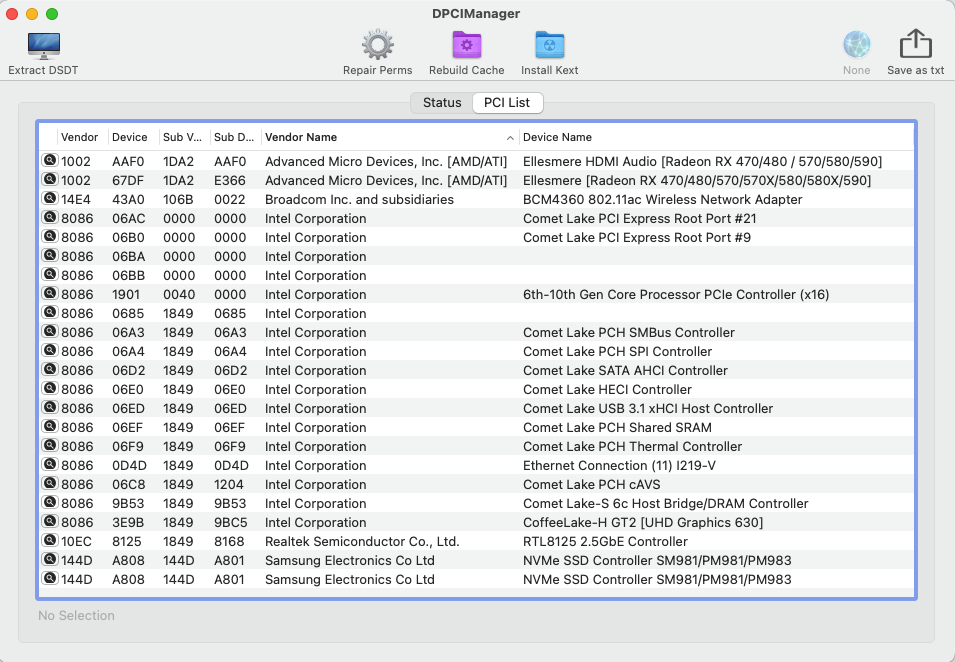 DPCIManager
Extract DSDT Repair Perms Rebuild Cache Install Kext None Save as txt
Status PCI List
Vendor Device Sub V... Sub D... Vendor Name Device Name
1002 AAF0 1DA2 AAF0 Advanced Micro Devices, Inc. [AMD/ATI] Ellesmere HDMI Audio [Radeon RX 470/480 / 570/580/590]
1002 67DF 1DA2 E366 Advanced Micro Devices, Inc. [AMD/ATI] Ellesmere [Radeon RX 470/480/570/570X/580/580X/590]
14E4 43A0 106B 0022 Broadcom Inc. and subsidiaries BCM4360 802.11ac Wireless Network Adapter
8086 06AC 0000 0000 Intel Corporation Comet Lake PCI Express Root Port #21
8086 06B0 0000 0000 Intel Corporation Comet Lake PCI Express Root Port #9
8086 06BA 0000 0000 Intel Corporation
8086 06BB 0000 0000 Intel Corporation
8086 1901 0040 0000 Intel Corporation 6th-10th Gen Core Processor PCIe Controller (x16)
8086 0685 1849 0685 Intel Corporation
8086 06A3 1849 06A3 Intel Corporation Comet Lake PCH SMBus Controller
8086 06A4 1849 06A4 Intel Corporation Comet Lake PCH SPI Controller
8086 06D2 1849 06D2 Intel Corporation Comet Lake SATA AHCI Controller
8086 06E0 1849 06E0 Intel Corporation Comet Lake HECI Controller
8086 06ED 1849 06ED Intel Corporation Comet Lake USB 3.1 xHCI Host Controller
8086 06EF 1849 06EF Intel Corporation Comet Lake PCH Shared SRAM
8086 06F9 1849 06F9 Intel Corporation Comet Lake PCH Thermal Controller
8086 0D4D 1849 0D4D Intel Corporation Ethernet Connection (11) I219-V
8086 06C8 1849 1204 Intel Corporation Comet Lake PCH cAVS
8086 9B53 1849 9B53 Intel Corporation Comet Lake-S 6c Host Bridge/DRAM Controller
8086 3E9B 1849 9BC5 Intel Corporation CoffeeLake-H GT2 [UHD Graphics 630]
10EC 8125 1849 8168 Realtek Semiconductor Co., Ltd. RTL8125 2.5GbE Controller
144D A808 144D A801 Samsung Electronics Co Ltd NVMe SSD Controller SM981/PM981/PM983
144D A808 144D A801 Samsung Electronics Co Ltd NVMe SSD Controller SM981/PM981/PM983
No Selection